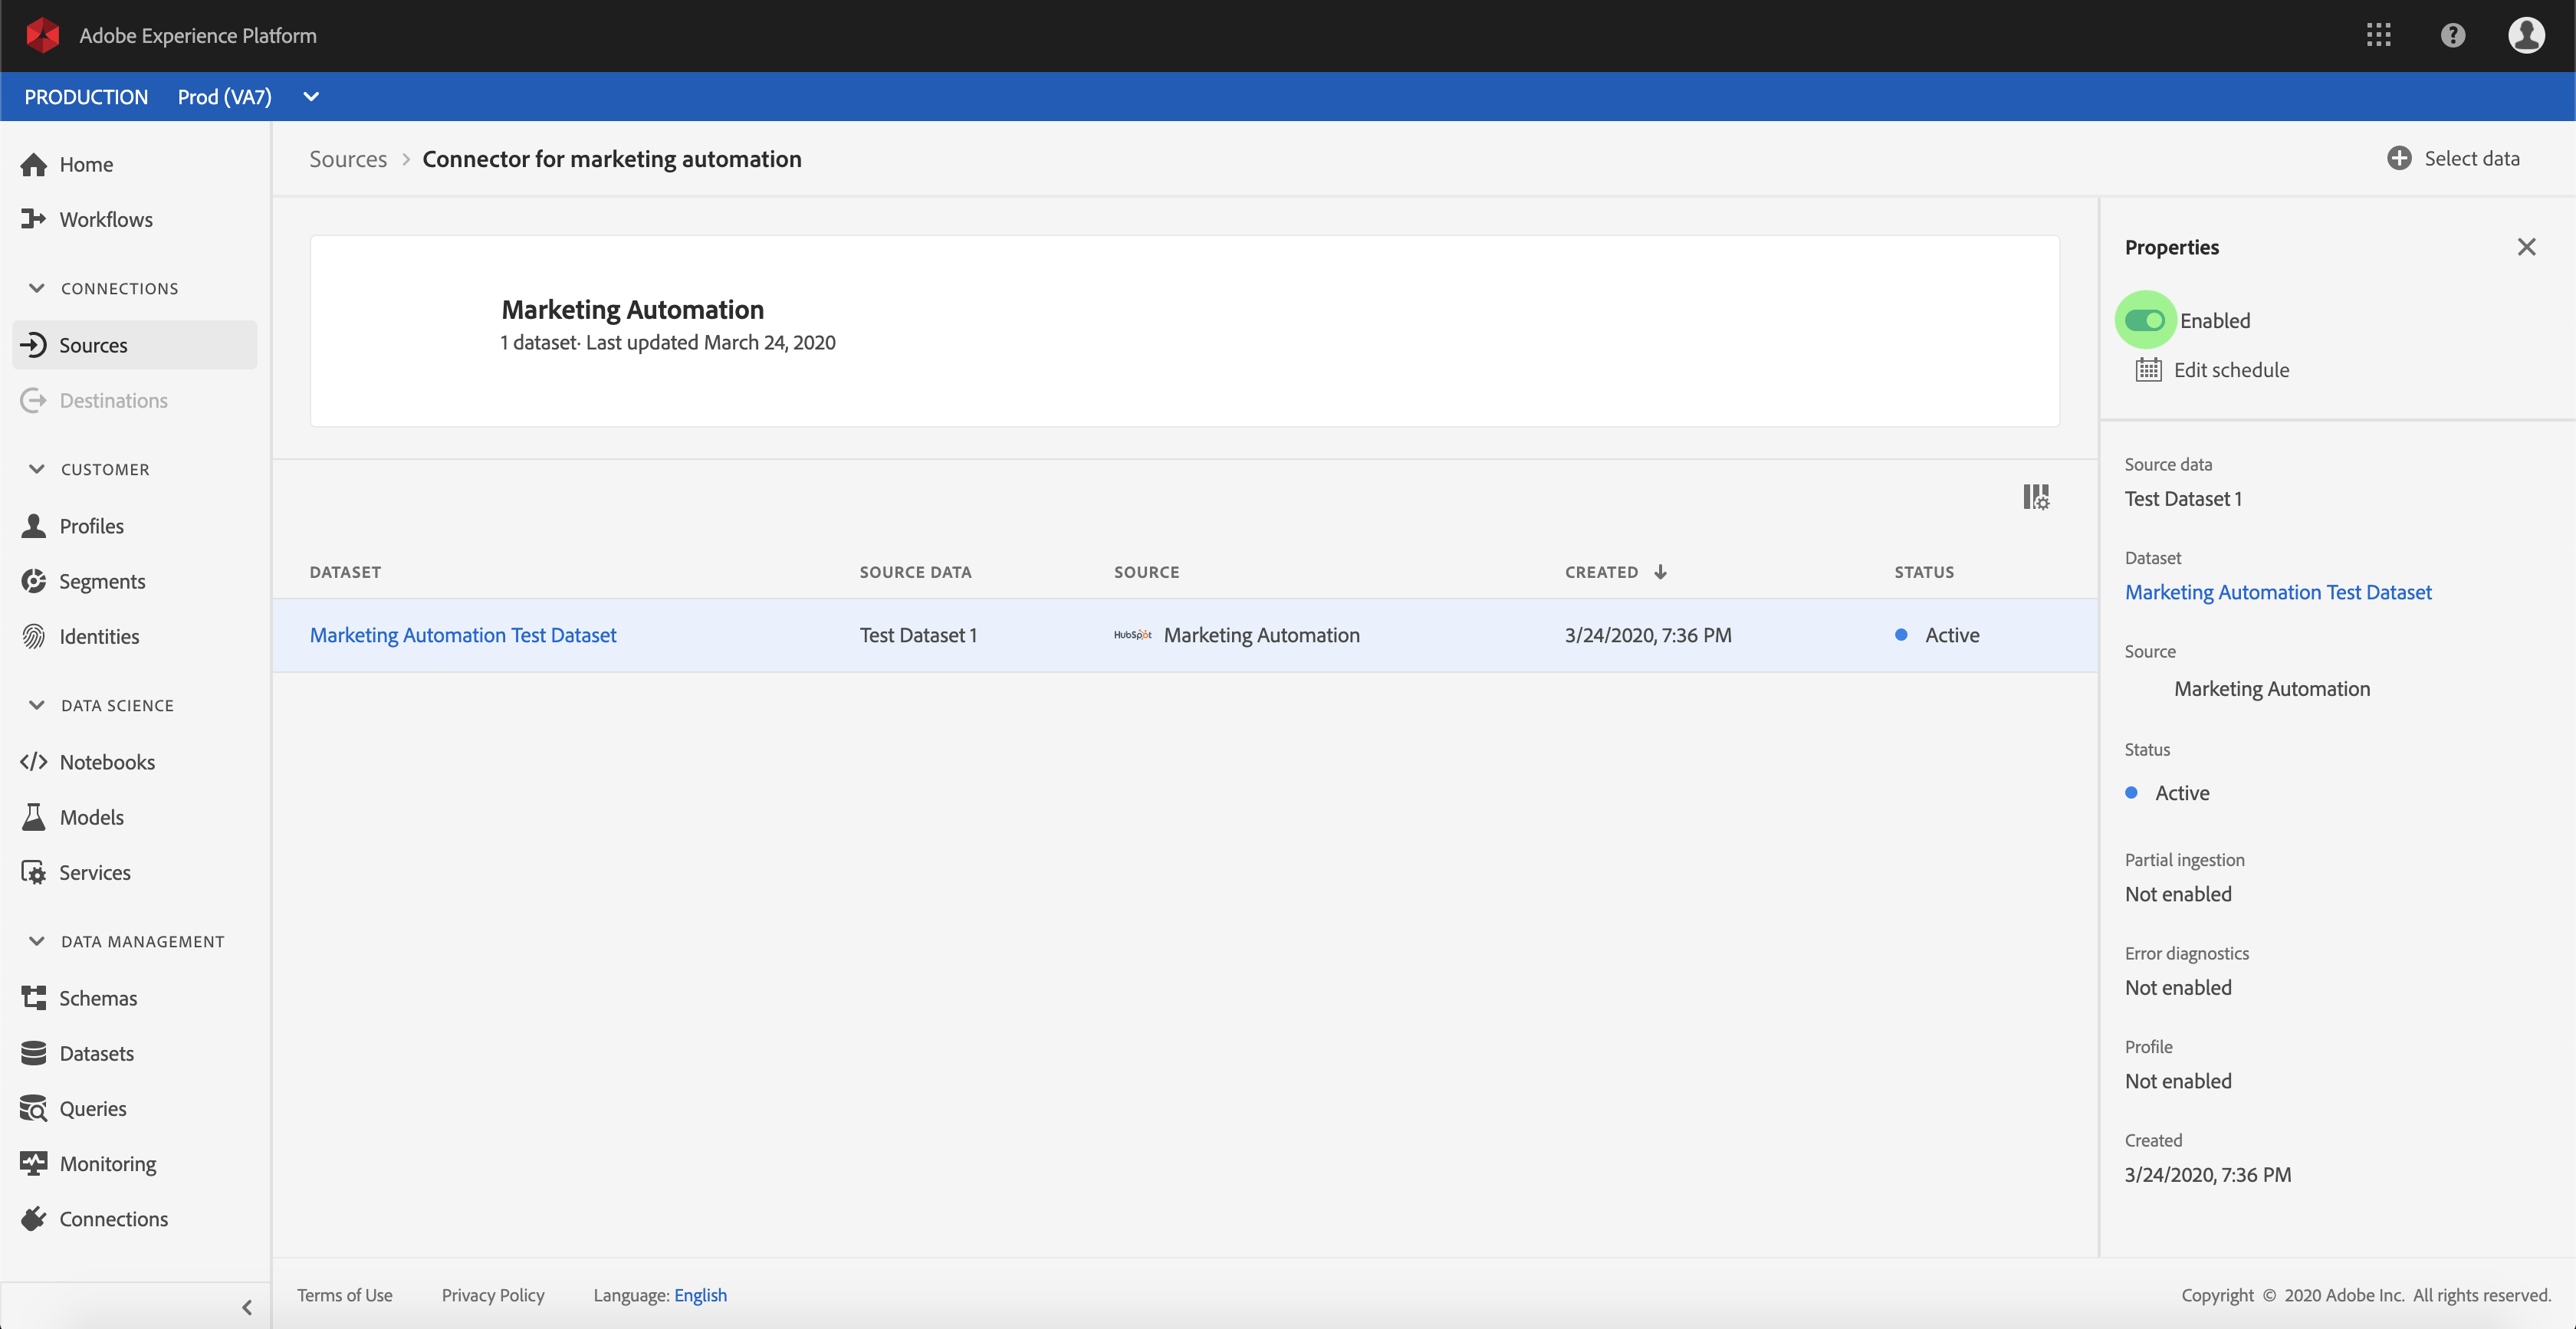 Adobe Experience Platform
PRODUCTION Prod (VA7)
Home
Workflows
CONNECTIONS
Sources
Destinations
CUSTOMER
Profiles
Segments
Identities
DATA SCIENCE
Notebooks
Models
Services
DATA MANAGEMENT
Schemas
Datasets
Queries
Monitoring
Connections
Sources > Connector for marketing automation
Select data
Marketing Automation
1 dataset· Last updated March 24, 2020
DATASET SOURCE DATA SOURCE CREATED STATUS
Marketing Automation Test Dataset Test Dataset 1 HubSpot Marketing Automation 3/24/2020, 7:36 PM Active
Properties
Enabled
Edit schedule
Source data
Test Dataset 1
Dataset
Marketing Automation Test Dataset
Source
Marketing Automation
Status
Active
Partial ingestion
Not enabled
Error diagnostics
Not enabled
Profile
Not enabled
Created
3/24/2020, 7:36 PM
Terms of Use Privacy Policy Language: English
Copyright © 2020 Adobe Inc. All rights reserved.